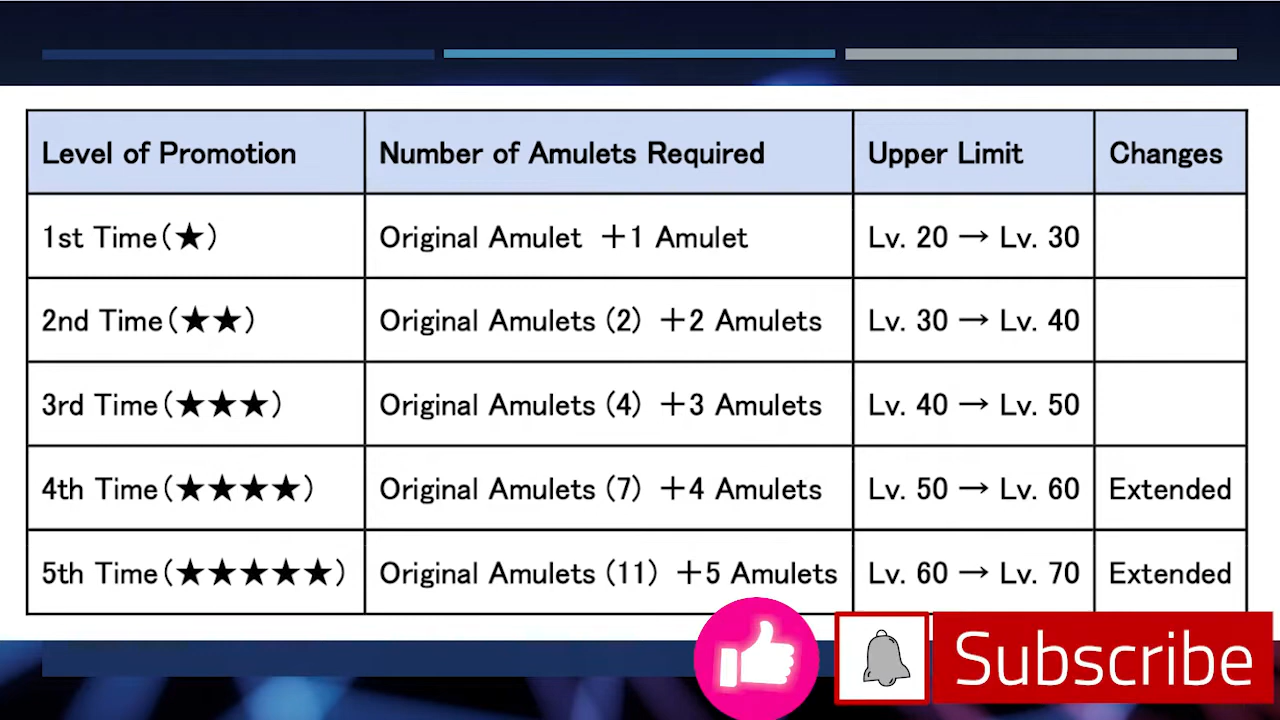 Level of Promotion Number of Amulets Required Upper Limit Changes
1st Time(★) Original Amulet +1 Amulet Lv. 20 → Lv. 30
2nd Time(★★) Original Amulets (2) +2 Amulets Lv. 30 → Lv. 40
3rd Time(★★★) Original Amulets (4) +3 Amulets Lv. 40 → Lv. 50
4th Time(★★★★) Original Amulets (7) +4 Amulets Lv. 50 → Lv. 60 Extended
5th Time(★★★★★) Original Amulets (11) +5 Amulets Lv. 60 → Lv. 70 Extended
Subscribe